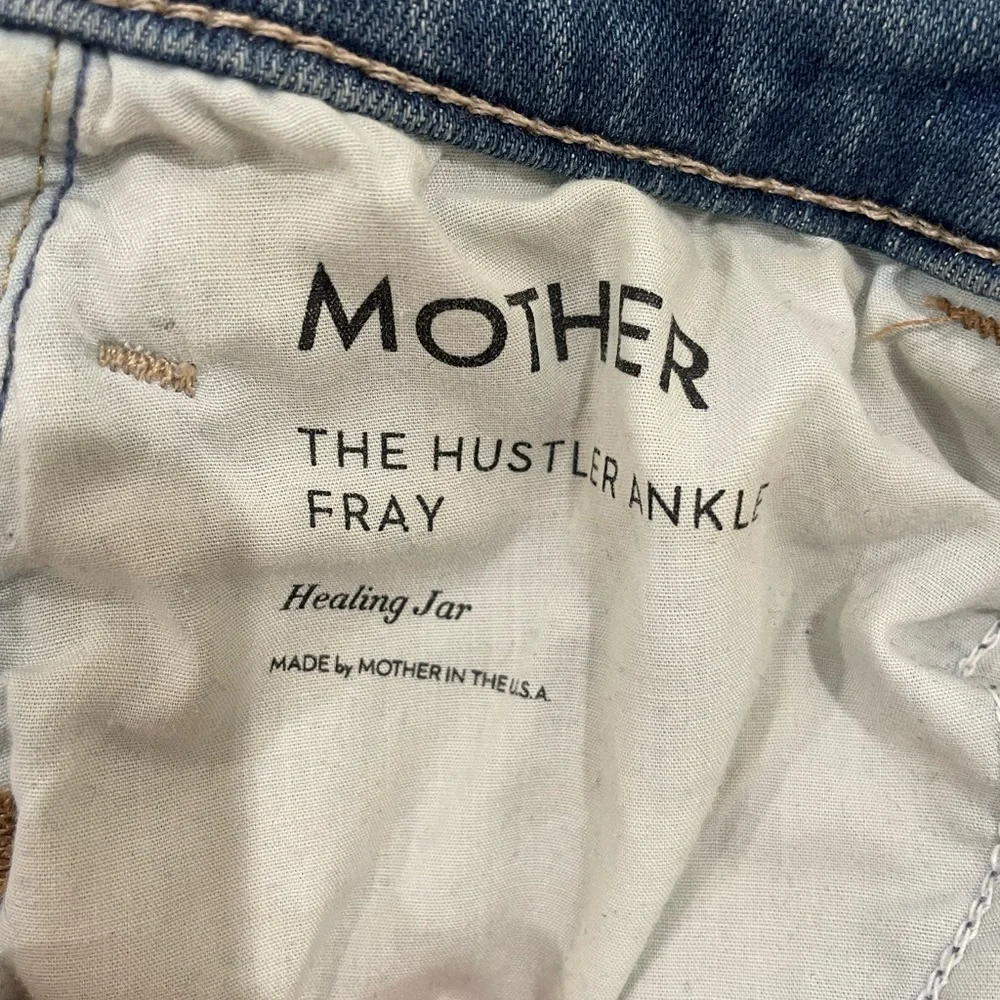 MOTHER
THE HUSTLER ANKLE
FRAY
Healing Jar
MADE by MOTHER IN THE U.S.A.